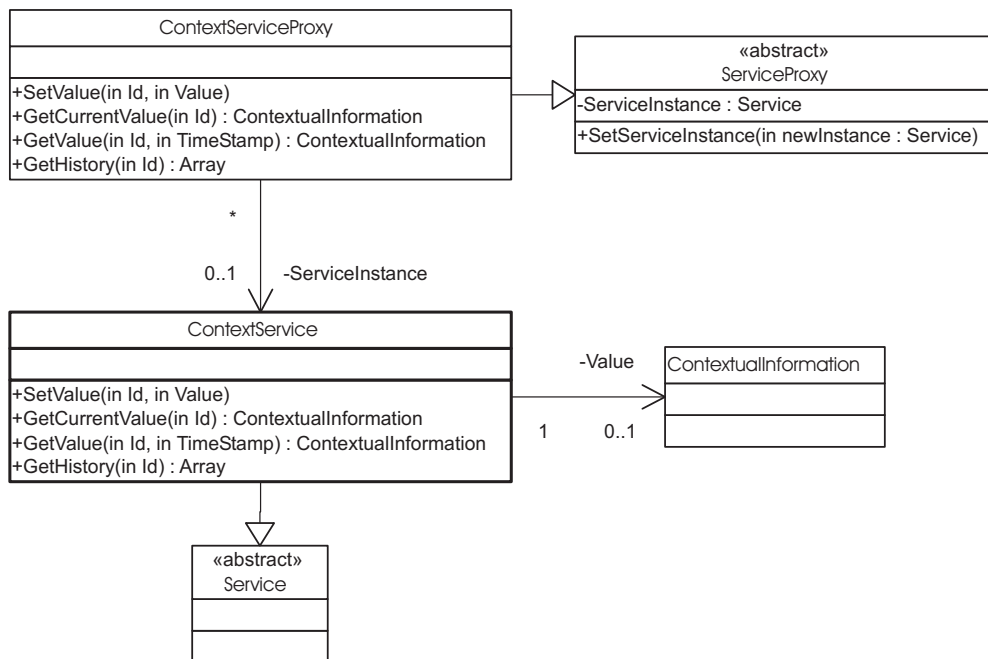 ContextServiceProxy
+SetValue(in Id, in Value)
+GetCurrentValue(in Id) : ContextualInformation
+GetValue(in Id, in TimeStamp) : ContextualInformation
+GetHistory(in Id) : Array
«abstract»
ServiceProxy
-ServiceInstance : Service
+SetServiceInstance(in newInstance : Service)
*
0..1
-ServiceInstance
ContextService
+SetValue(in Id, in Value)
+GetCurrentValue(in Id) : ContextualInformation
+GetValue(in Id, in TimeStamp) : ContextualInformation
+GetHistory(in Id) : Array
-Value
1
0..1
ContextualInformation
«abstract»
Service